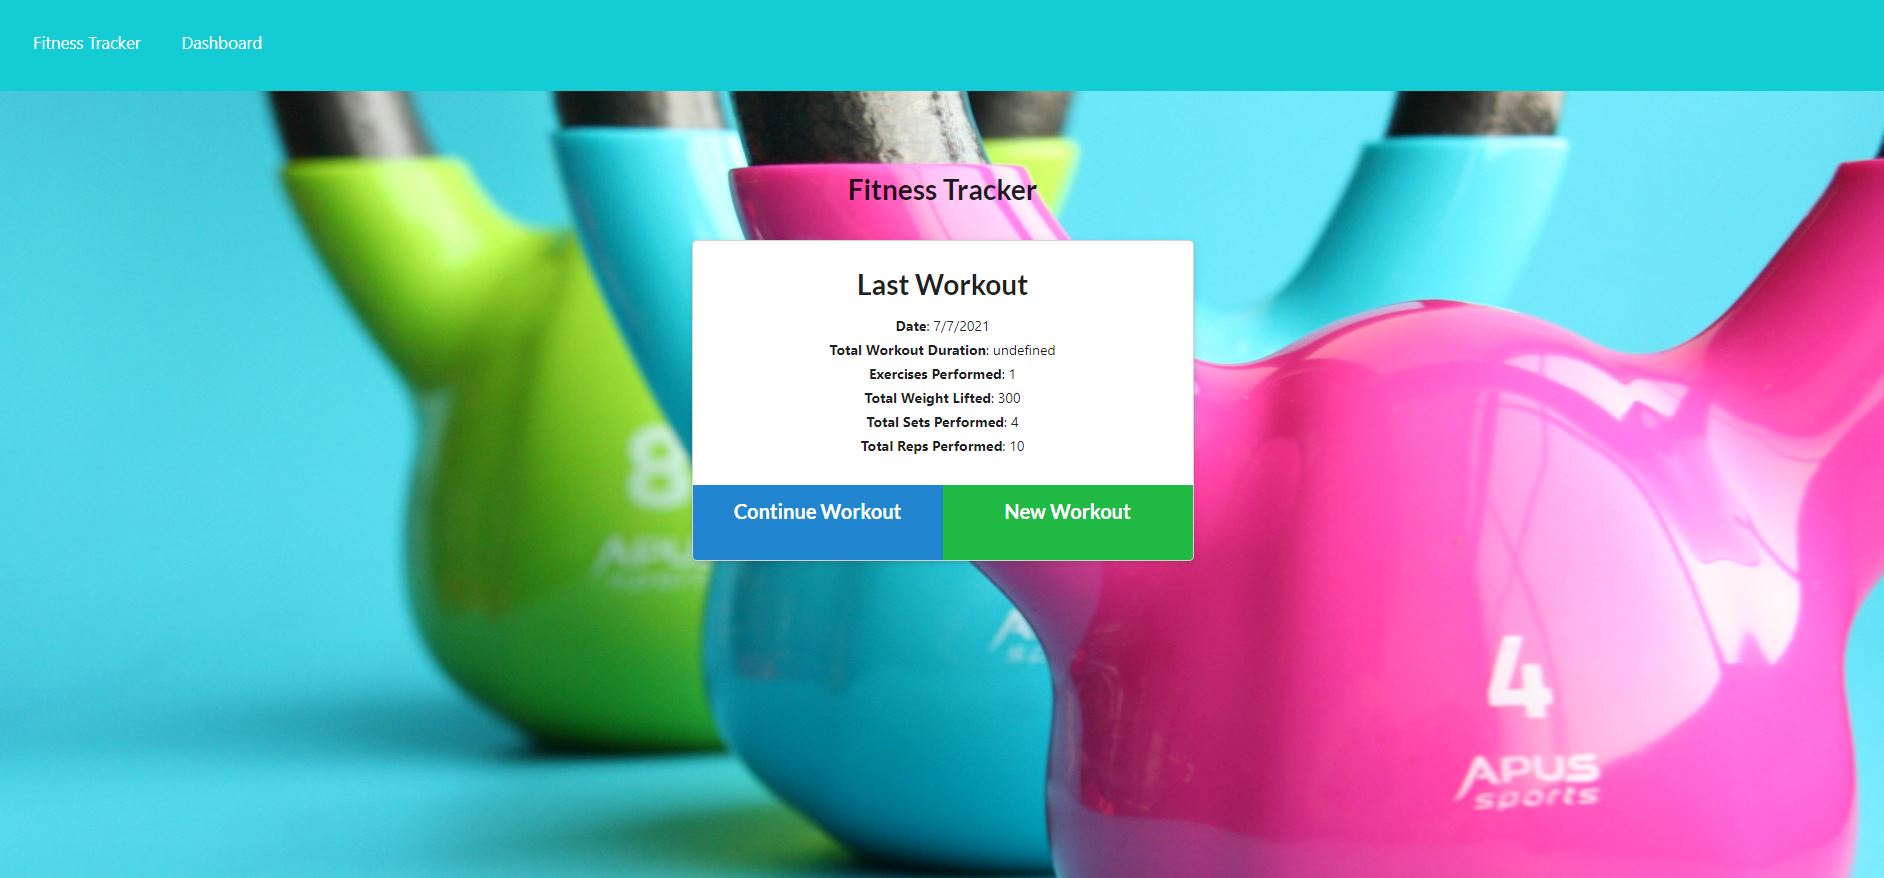 Fitness Tracker Dashboard
Fitness Tracker
Last Workout
Date: 7/7/2021
Total Workout Duration: undefined
Exercises Performed: 1
Total Weight Lifted: 300
Total Sets Performed: 4
Total Reps Performed: 10
Continue Workout New Workout
8
APUS
sports
4
APUS
sports